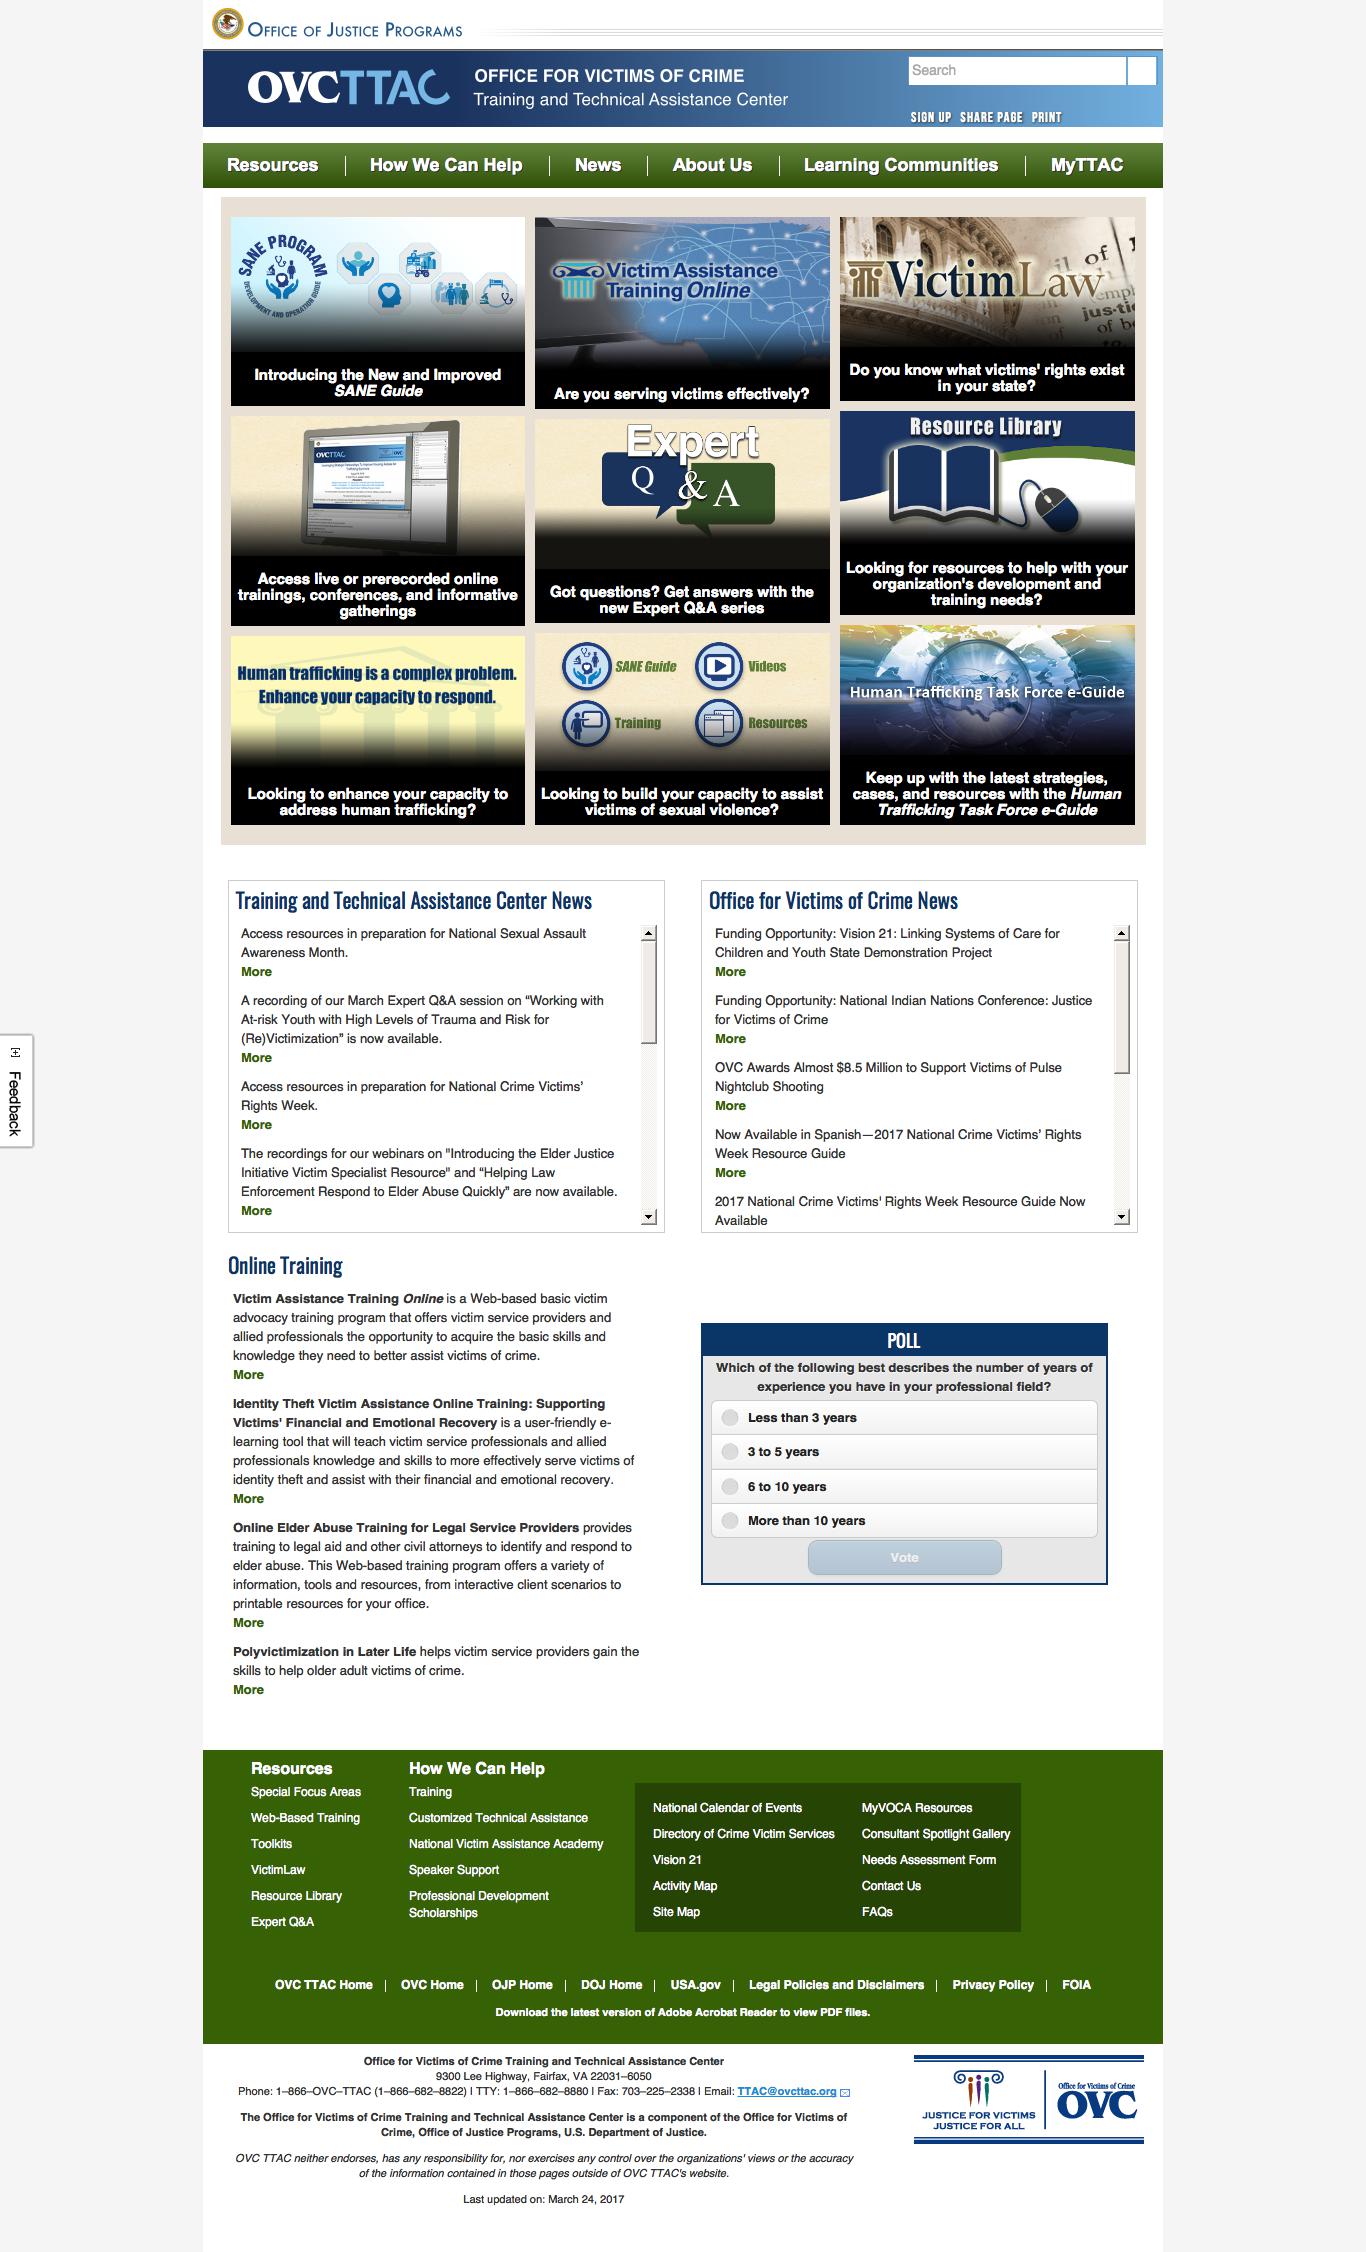 OFFICE OF JUSTICE PROGRAMS
OVCTTAC
OFFICE FOR VICTIMS OF CRIME
Training and Technical Assistance Center
Search
SIGN UP SHARE PAGE PRINT
Resources How We Can Help News About Us Learning Communities MyTTAC
SANE PROGRAM
DEVELOPMENT AND OPERATION GUIDE
Introducing the New and Improved
SANE Guide
Victim Assistance
Training Online
Are you serving victims effectively?
VictimLaw
Do you know what victims' rights exist
in your state?
OVCTTAC
Access live or prerecorded online
trainings, conferences, and informative
gatherings
Expert
Q & A
Got questions? Get answers with the
new Expert Q&A series
Resource Library
Looking for resources to help with your
organization's development and
training needs?
Human trafficking is a complex problem.
Enhance your capacity to respond.
Looking to enhance your capacity to
address human trafficking?
SANE Guide Videos
Training Resources
Looking to build your capacity to assist
victims of sexual violence?
Human Trafficking Task Force e-Guide
Keep up with the latest strategies,
cases, and resources with the Human
Trafficking Task Force e-Guide
Training and Technical Assistance Center News
Access resources in preparation for National Sexual Assault
Awareness Month.
More
A recording of our March Expert Q&A session on “Working with
At-risk Youth with High Levels of Trauma and Risk for
(Re)Victimization” is now available.
More
Access resources in preparation for National Crime Victims’
Rights Week.
More
The recordings for our webinars on "Introducing the Elder Justice
Initiative Victim Specialist Resource" and “Helping Law
Enforcement Respond to Elder Abuse Quickly” are now available.
More
Office for Victims of Crime News
Funding Opportunity: Vision 21: Linking Systems of Care for
Children and Youth State Demonstration Project
More
Funding Opportunity: National Indian Nations Conference: Justice
for Victims of Crime
More
OVC Awards Almost $8.5 Million to Support Victims of Pulse
Nightclub Shooting
More
Now Available in Spanish—2017 National Crime Victims’ Rights
Week Resource Guide
More
2017 National Crime Victims' Rights Week Resource Guide Now
Available
[+] Feedback
Online Training
Victim Assistance Training Online is a Web-based basic victim
advocacy training program that offers victim service providers and
allied professionals the opportunity to acquire the basic skills and
knowledge they need to better assist victims of crime.
More
Identity Theft Victim Assistance Online Training: Supporting
Victims' Financial and Emotional Recovery is a user-friendly e-
learning tool that will teach victim service professionals and allied
professionals knowledge and skills to more effectively serve victims of
identity theft and assist with their financial and emotional recovery.
More
Online Elder Abuse Training for Legal Service Providers provides
training to legal aid and other civil attorneys to identify and respond to
elder abuse. This Web-based training program offers a variety of
information, tools and resources, from interactive client scenarios to
printable resources for your office.
More
Polyvictimization in Later Life helps victim service providers gain the
skills to help older adult victims of crime.
More
POLL
Which of the following best describes the number of years of
experience you have in your professional field?
Less than 3 years
3 to 5 years
6 to 10 years
More than 10 years
Vote
Resources
Special Focus Areas
Web-Based Training
Toolkits
VictimLaw
Resource Library
Expert Q&A
How We Can Help
Training
Customized Technical Assistance
National Victim Assistance Academy
Speaker Support
Professional Development
Scholarships
National Calendar of Events
Directory of Crime Victim Services
Vision 21
Activity Map
Site Map
MyVOCA Resources
Consultant Spotlight Gallery
Needs Assessment Form
Contact Us
FAQs
OVC TTAC Home | OVC Home | OJP Home | DOJ Home | USA.gov | Legal Policies and Disclaimers | Privacy Policy | FOIA
Download the latest version of Adobe Acrobat Reader to view PDF files.
Office for Victims of Crime Training and Technical Assistance Center
9300 Lee Highway, Fairfax, VA 22031–6050
Phone: 1–866–OVC–TTAC (1–866–682–8822) | TTY: 1–866–682–8880 | Fax: 703–225–2338 | Email: TTAC@ovcttac.org
The Office for Victims of Crime Training and Technical Assistance Center is a component of the Office for Victims of
Crime, Office of Justice Programs, U.S. Department of Justice.
OVC TTAC neither endorses, has any responsibility for, nor exercises any control over the organizations' views or the accuracy
of the information contained in those pages outside of OVC TTAC's website.
Last updated on: March 24, 2017
JUSTICE FOR VICTIMS
JUSTICE FOR ALL
Office for Victims of Crime
OVC